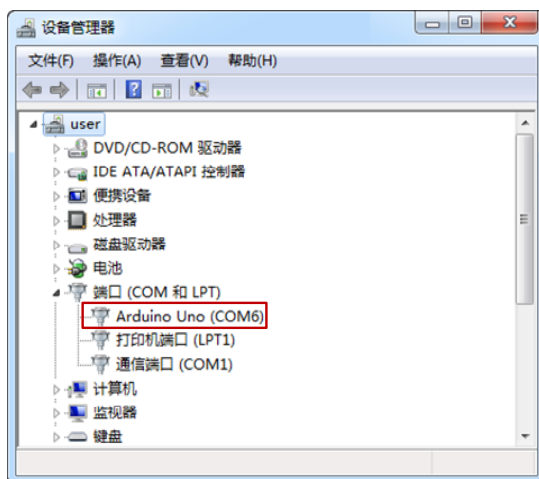 设备管理器
文件(F) 操作(A) 查看(V) 帮助(H)
user
DVD/CD-ROM 驱动器
IDE ATA/ATAPI 控制器
便携设备
处理器
磁盘驱动器
电池
端口 (COM 和 LPT)
Arduino Uno (COM6)
打印机端口 (LPT1)
通信端口 (COM1)
计算机
监视器
键盘